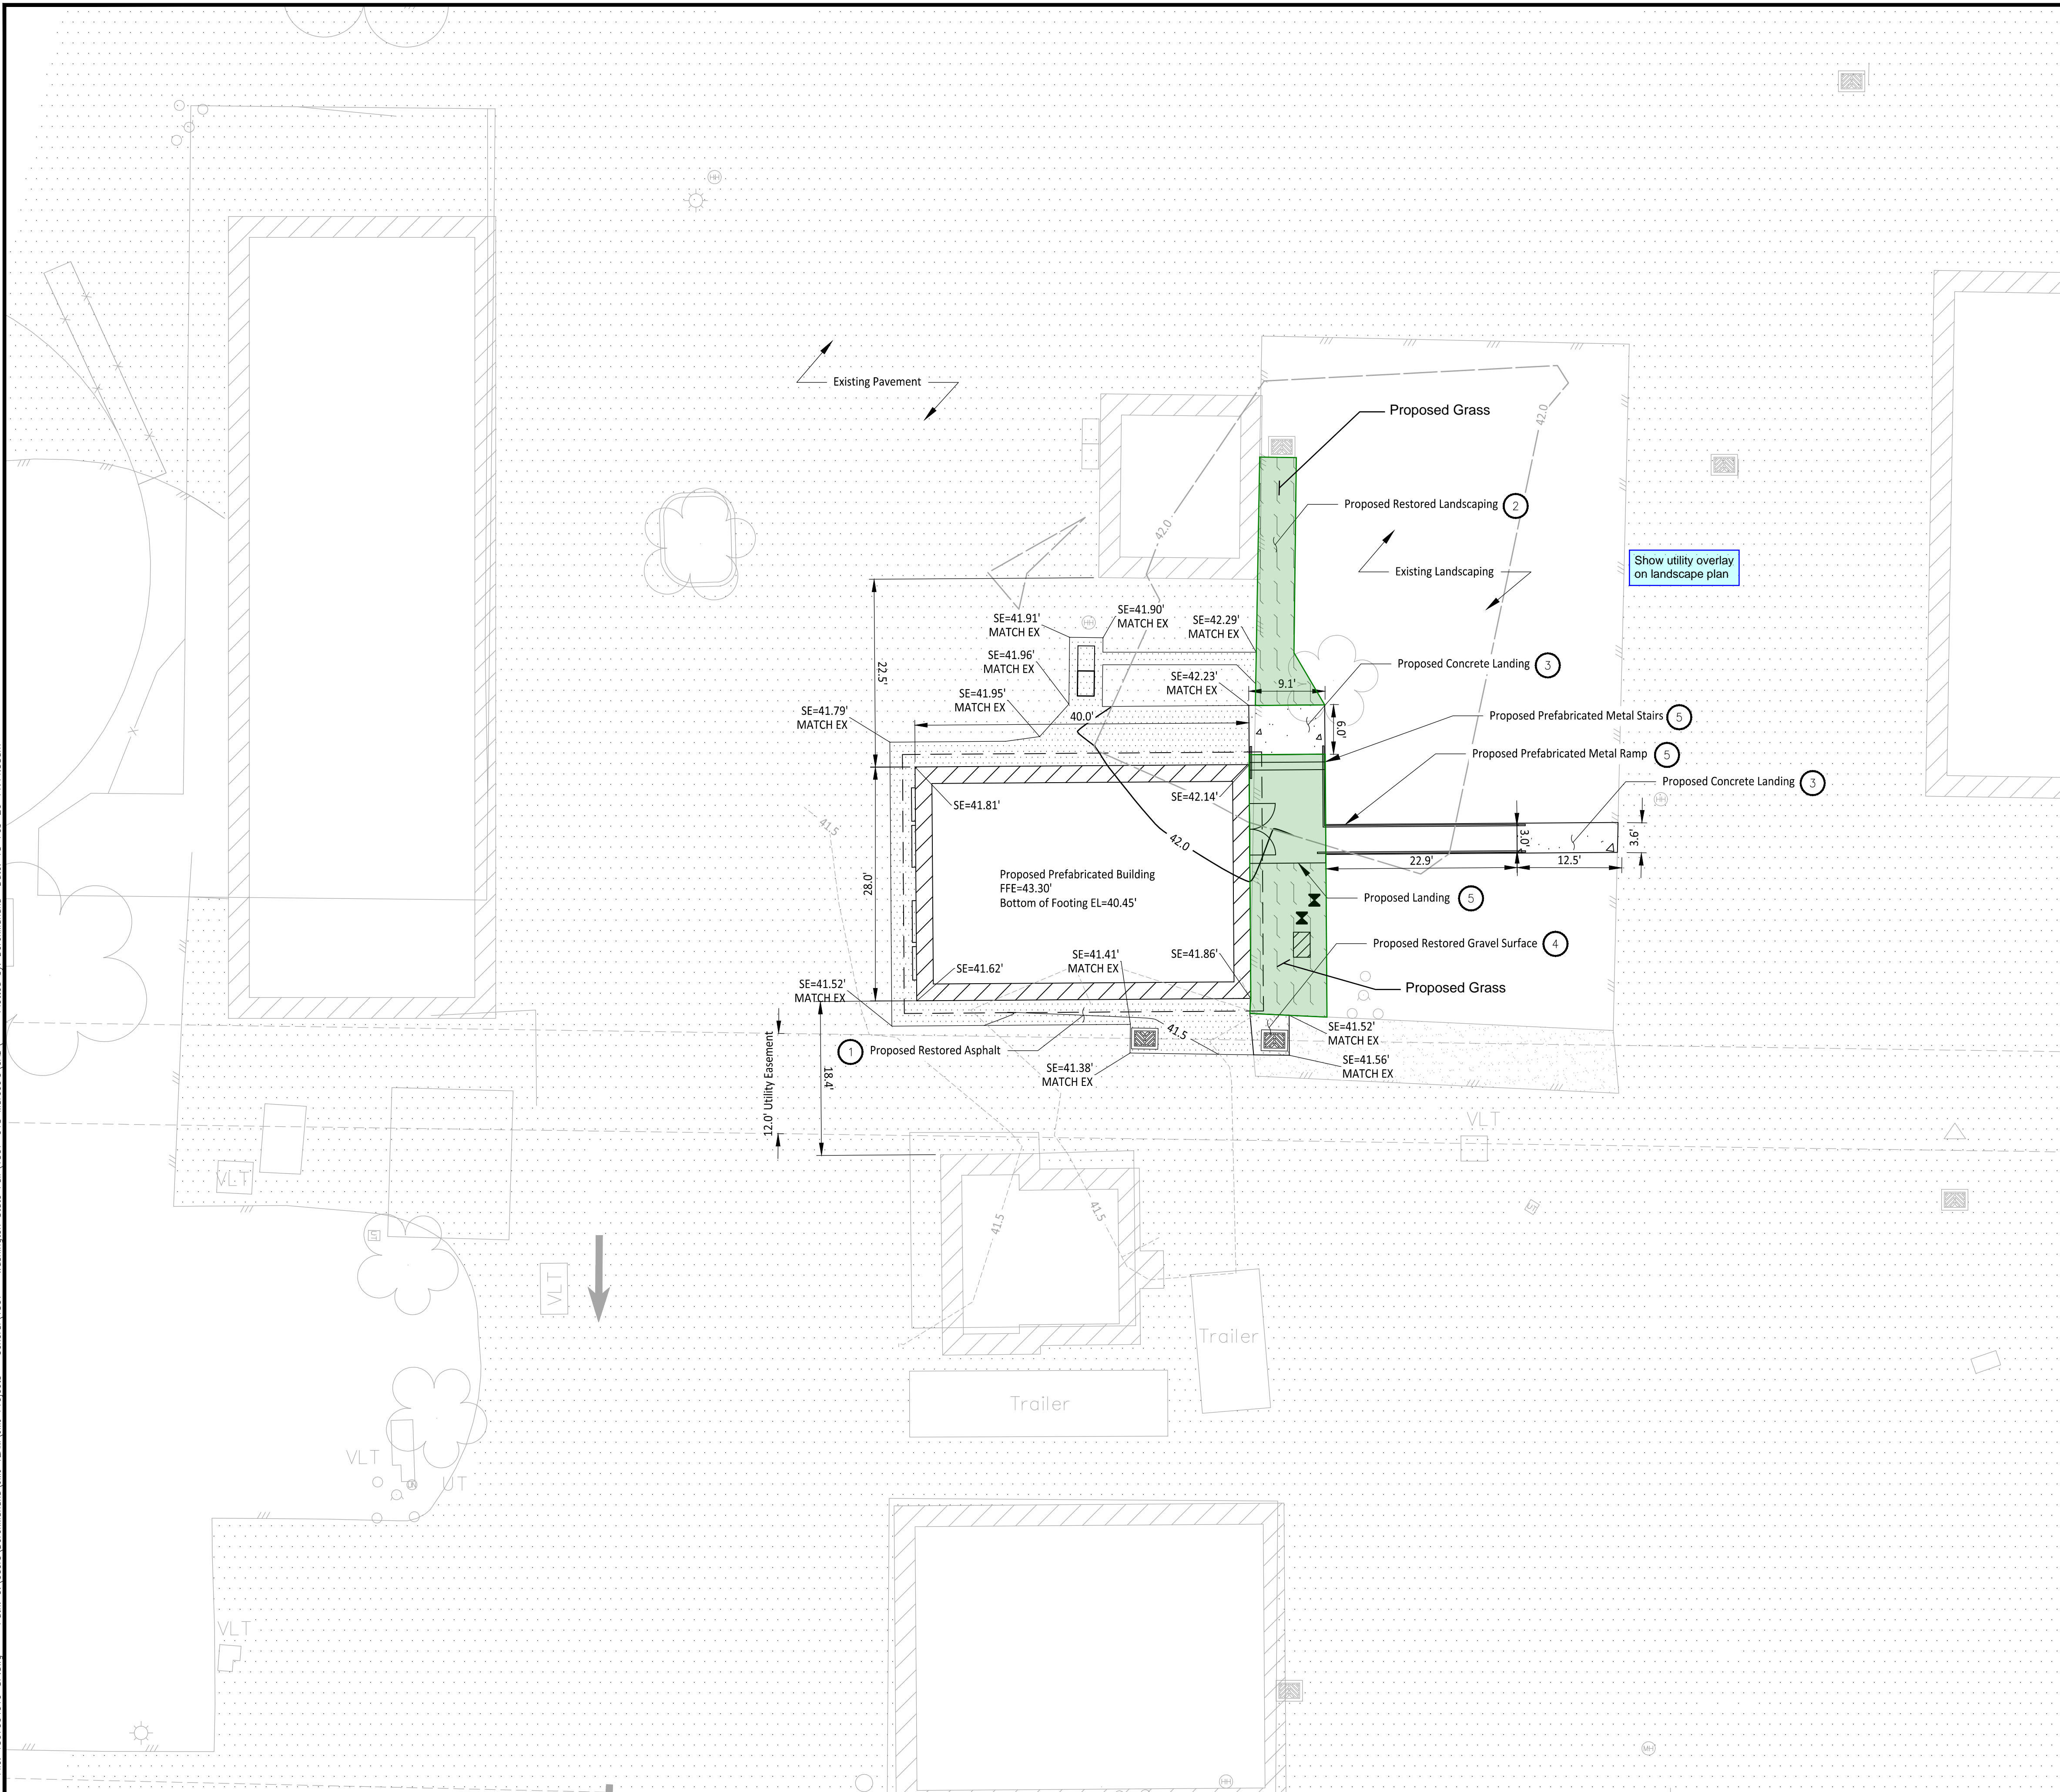 HH
Existing Pavement
Proposed Grass
42.0
Proposed Restored Landscaping 2
42.0
Show utility overlay
on landscape plan
Existing Landscaping
SE=41.91'
MATCH EX
SE=41.90'
MATCH EX
HH
SE=42.29'
MATCH EX
22.5'
SE=41.96'
MATCH EX
Proposed Concrete Landing 3
SE=42.23'
MATCH EX
9.1'
SE=41.95'
MATCH EX
SE=41.79'
MATCH EX
40.0'
6.0'
Proposed Prefabricated Metal Stairs 5
Proposed Prefabricated Metal Ramp 5
Proposed Concrete Landing 3
HH
SE=41.81'
SE=42.14'
41.5
42.0
3.0'
3.6'
22.9'
12.5'
28.0'
Proposed Prefabricated Building
FFE=43.30'
Bottom of Footing EL=40.45'
Proposed Landing 5
Proposed Restored Gravel Surface 4
SE=41.41'
MATCH EX
SE=41.86'
SE=41.62'
Proposed Grass
SE=41.52'
MATCH EX
41.5
SE=41.52'
MATCH EX
1 Proposed Restored Asphalt
12.0' Utility Easement
18.4'
SE=41.38'
MATCH EX
SE=41.56'
MATCH EX
VLT
VLT
41.5
41.5
VLT
Trailer
Trailer
VLT
UT
VLT
MH
HH